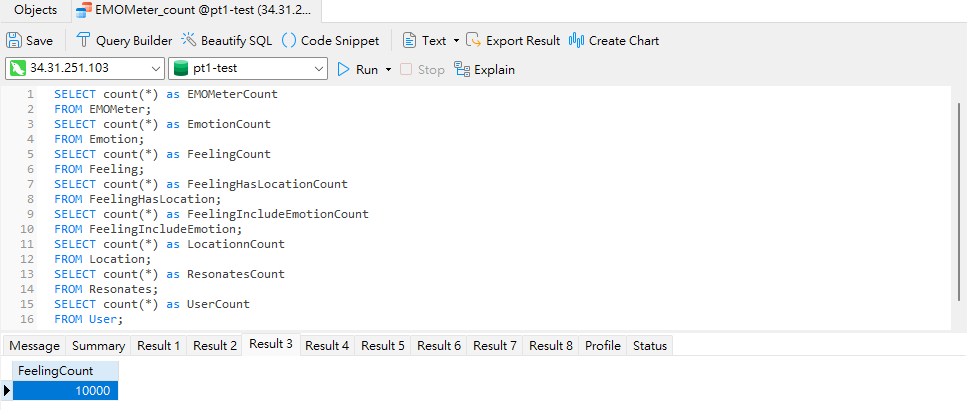 Objects EMOMeter_count @pt1-test (34.31.2...
Save Query Builder Beautify SQL () Code Snippet Text Export Result Create Chart
34.31.251.103 pt1-test Run Stop Explain
1 SELECT count(*) as EMOMeterCount
2 FROM EMOMeter;
3 SELECT count(*) as EmotionCount
4 FROM Emotion;
5 SELECT count(*) as FeelingCount
6 FROM Feeling;
7 SELECT count(*) as FeelingHasLocationCount
8 FROM FeelingHasLocation;
9 SELECT count(*) as FeelingIncludeEmotionCount
10 FROM FeelingIncludeEmotion;
11 SELECT count(*) as LocationnCount
12 FROM Location;
13 SELECT count(*) as ResonatesCount
14 FROM Resonates;
15 SELECT count(*) as UserCount
16 FROM User;
Message Summary Result 1 Result 2 Result 3 Result 4 Result 5 Result 6 Result 7 Result 8 Profile Status
FeelingCount
10000